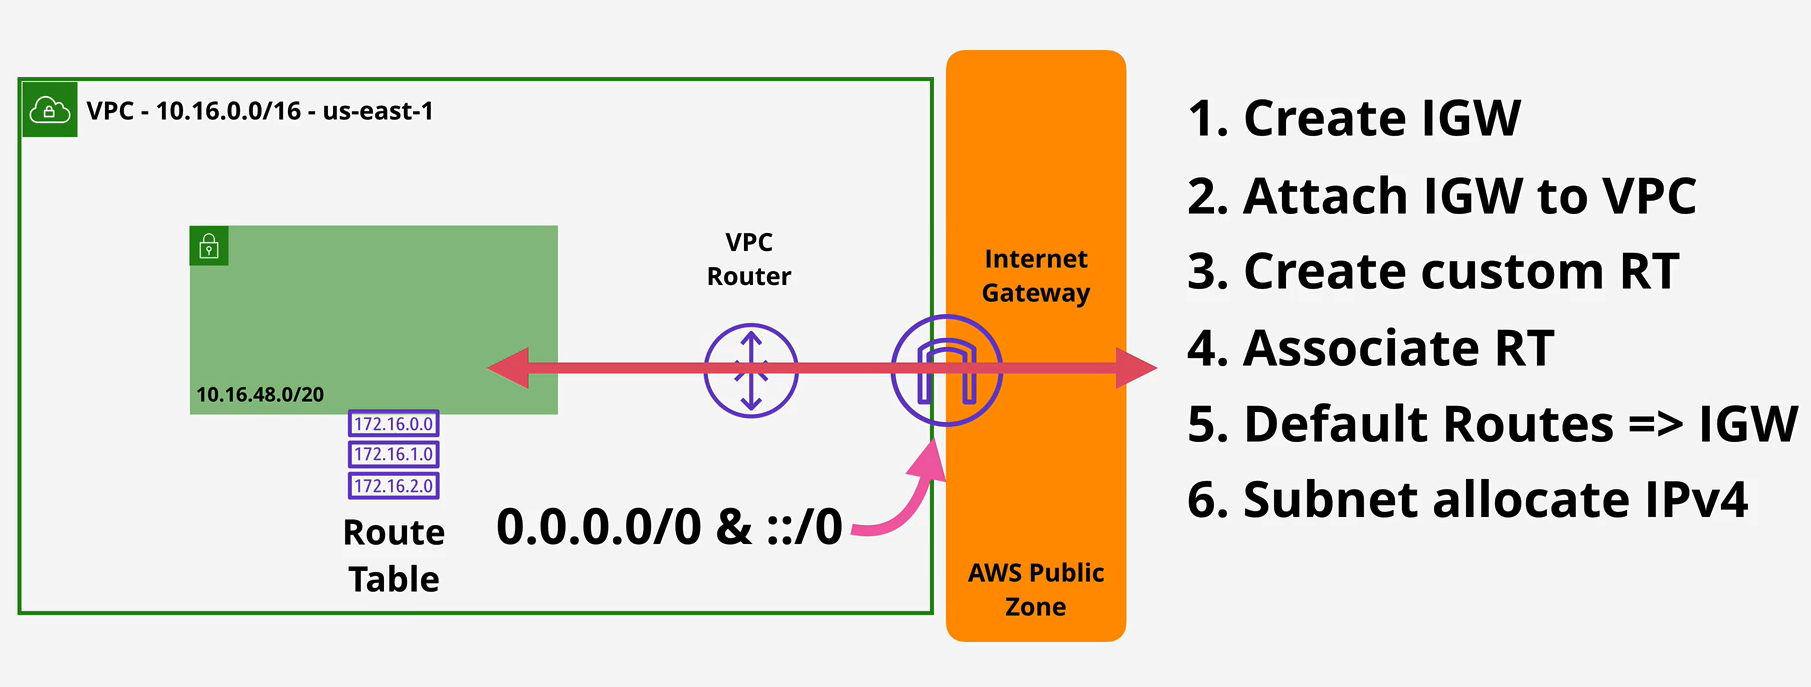 VPC - 10.16.0.0/16 - us-east-1
10.16.48.0/20
172.16.0.0
172.16.1.0
172.16.2.0
Route
Table
VPC
Router
0.0.0.0/0 & ::/0
Internet
Gateway
AWS Public
Zone
1. Create IGW
2. Attach IGW to VPC
3. Create custom RT
4. Associate RT
5. Default Routes => IGW
6. Subnet allocate IPv4